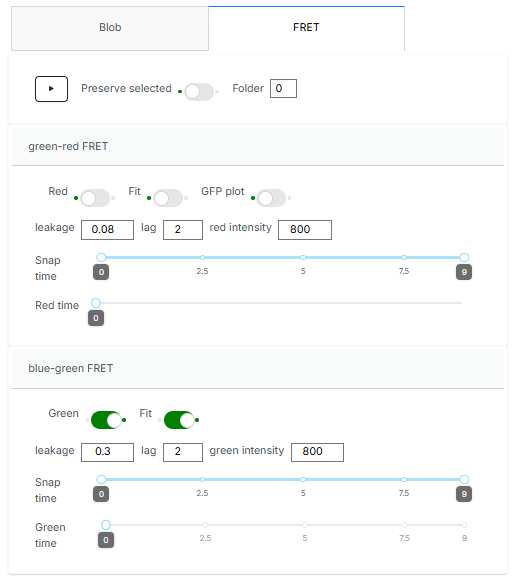 Blob FRET
Preserve selected Folder 0
green-red FRET
Red Fit GFP plot
leakage 0.08 lag 2 red intensity 800
Snap time
0 2.5 5 7.5 9
Red time
0
blue-green FRET
Green Fit
leakage 0.3 lag 2 green intensity 800
Snap time
0 2.5 5 7.5 9
Green time
0 2.5 5 7.5 9